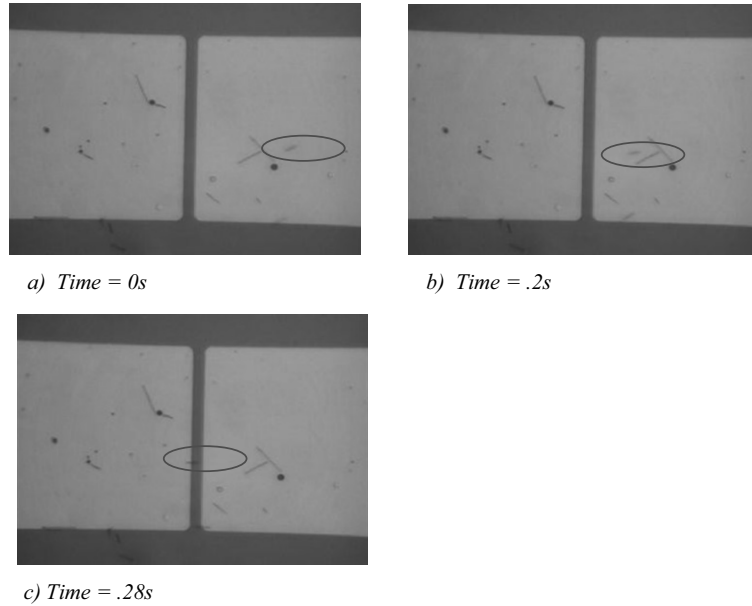 a) Time = 0s
b) Time = .2s
c) Time = .28s